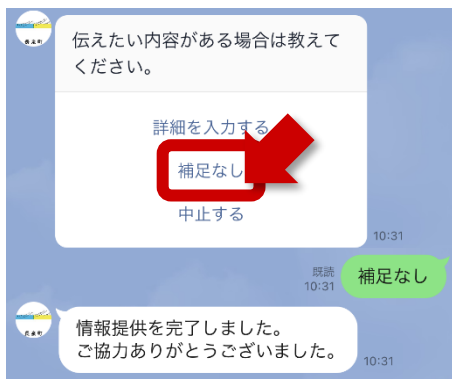 伝えたい内容がある場合は教えて
ください。
詳細を入力する
補足なし
中止する
10:31
既読
10:31
補足なし
情報提供を完了しました。
ご協力ありがとうございました。
10:31